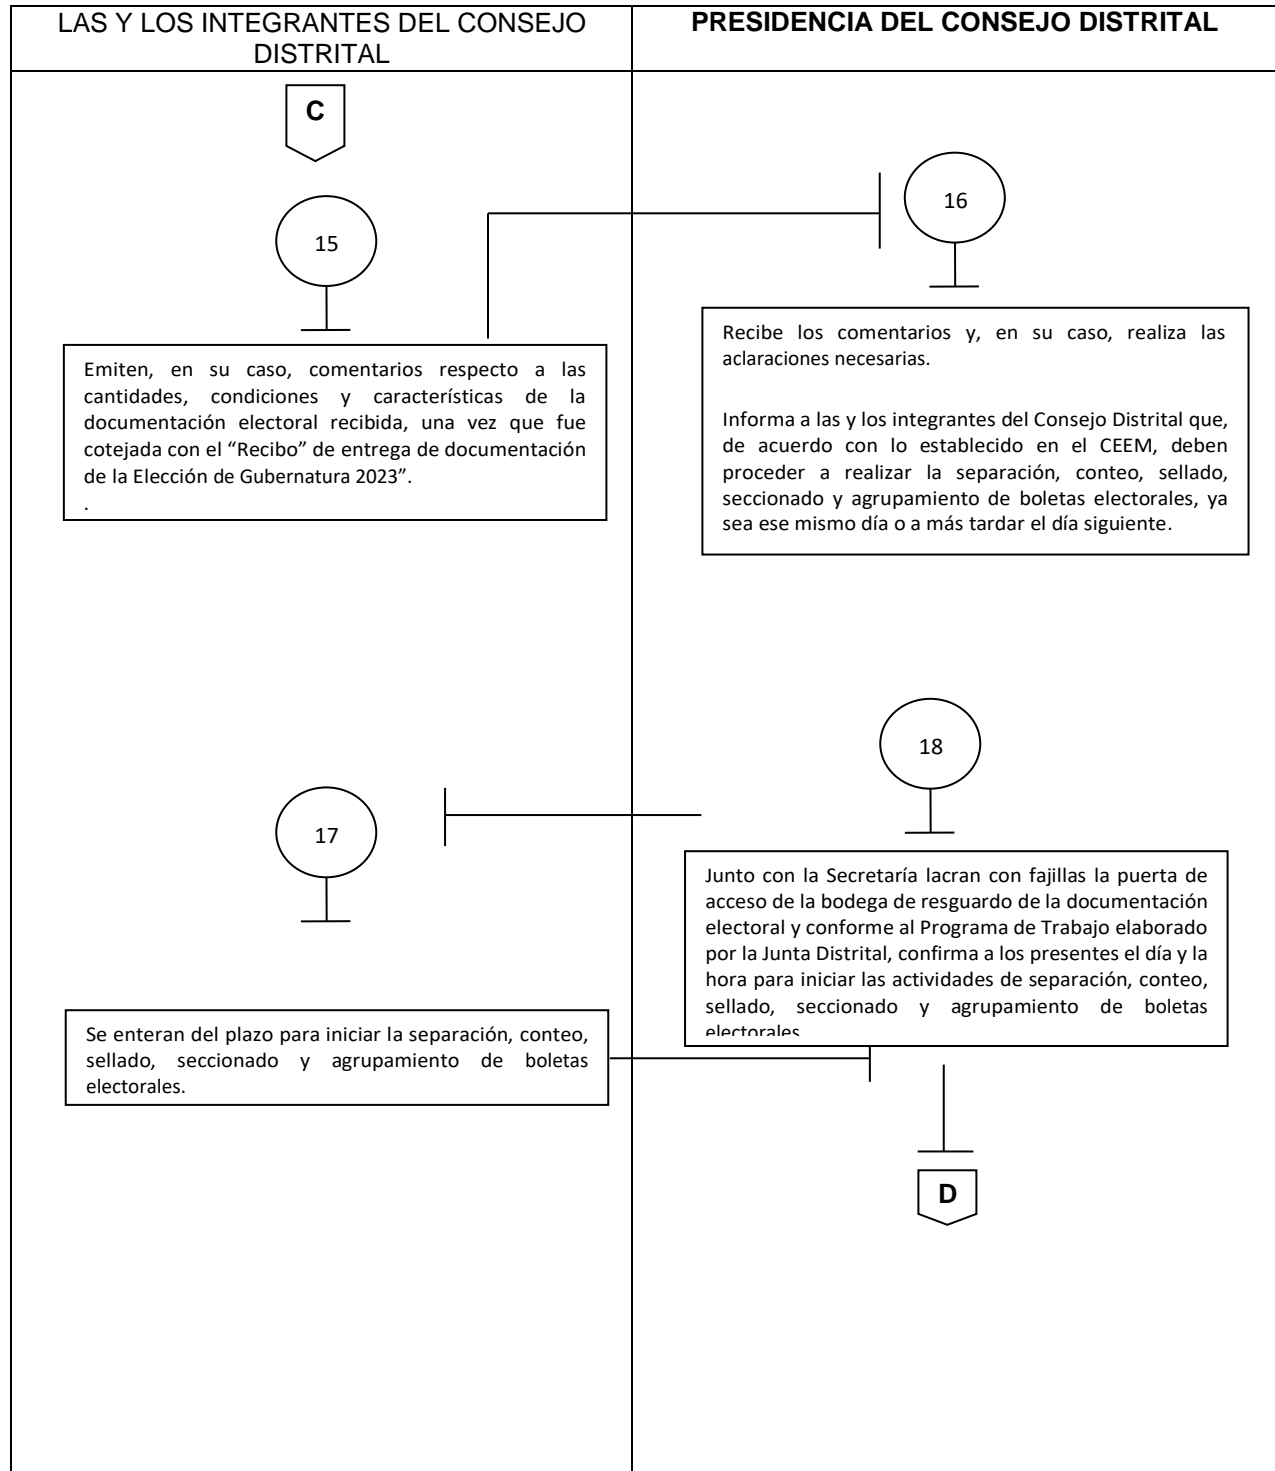 LAS Y LOS INTEGRANTES DEL CONSEJO
DISTRITAL
PRESIDENCIA DEL CONSEJO DISTRITAL
C
15
Emiten, en su caso, comentarios respecto a las
cantidades, condiciones y características de la
documentación electoral recibida, una vez que fue
cotejada con el “Recibo” de entrega de documentación
de la Elección de Gubernatura 2023”.
.
16
Recibe los comentarios y, en su caso, realiza las
aclaraciones necesarias.
Informa a las y los integrantes del Consejo Distrital que,
de acuerdo con lo establecido en el CEEM, deben
proceder a realizar la separación, conteo, sellado,
seccionado y agrupamiento de boletas electorales, ya
sea ese mismo día o a más tardar el día siguiente.
17
Se enteran del plazo para iniciar la separación, conteo,
sellado, seccionado y agrupamiento de boletas
electorales.
18
Junto con la Secretaría lacran con fajillas la puerta de
acceso de la bodega de resguardo de la documentación
electoral y conforme al Programa de Trabajo elaborado
por la Junta Distrital, confirma a los presentes el día y la
hora para iniciar las actividades de separación, conteo,
sellado, seccionado y agrupamiento de boletas
electorales
D